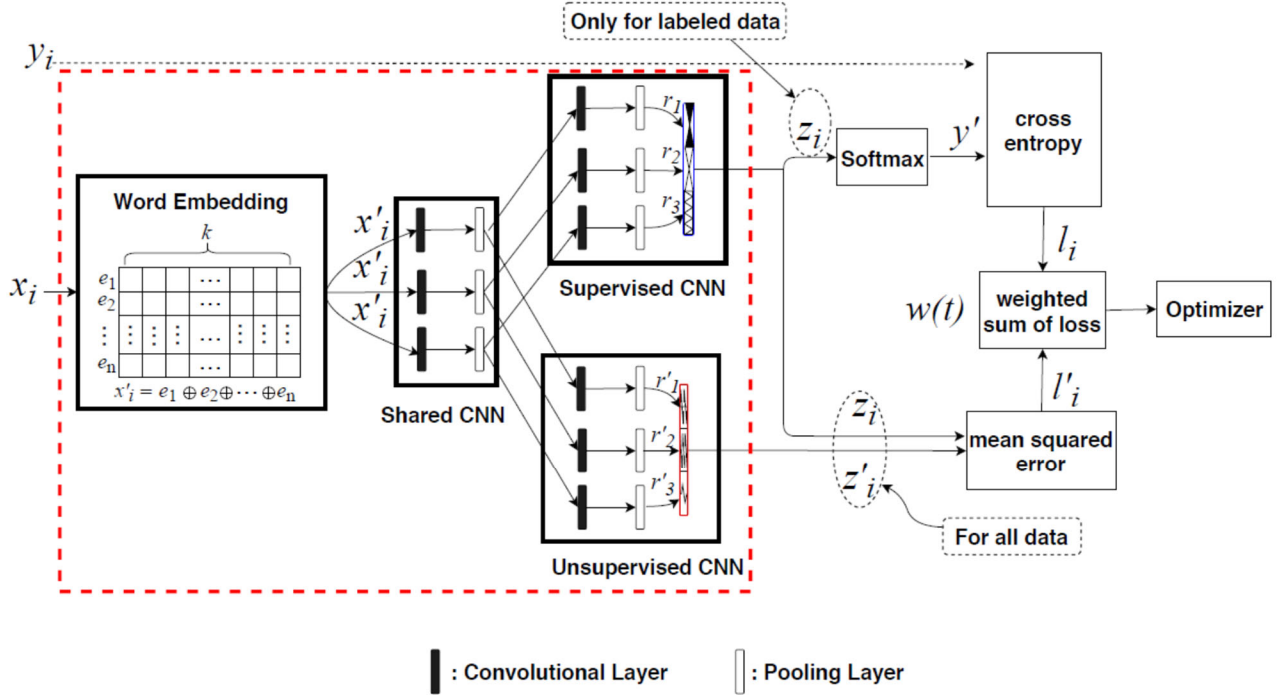 Only for labeled data
y_i
z_i
Softmax
y'
cross
entropy
Word Embedding
k
e_1
...
e_2
...
⋮ ⋮ ⋮ ⋮ ⋮ ... ⋮ ⋮ ⋮ ⋮
e_n
...
x'_i = e_1 ⊕ e_2 ⊕ ⋯ ⊕ e_n
x_i
x'_i
x'_i
x'_i
Shared CNN
r_1
r_2
r_3
Supervised CNN
r'_1
r'_2
r'_3
Unsupervised CNN
l_i
w(t)
weighted
sum of loss
Optimizer
l'_i
z_i
z'_i
mean squared
error
For all data
: Convolutional Layer
: Pooling Layer